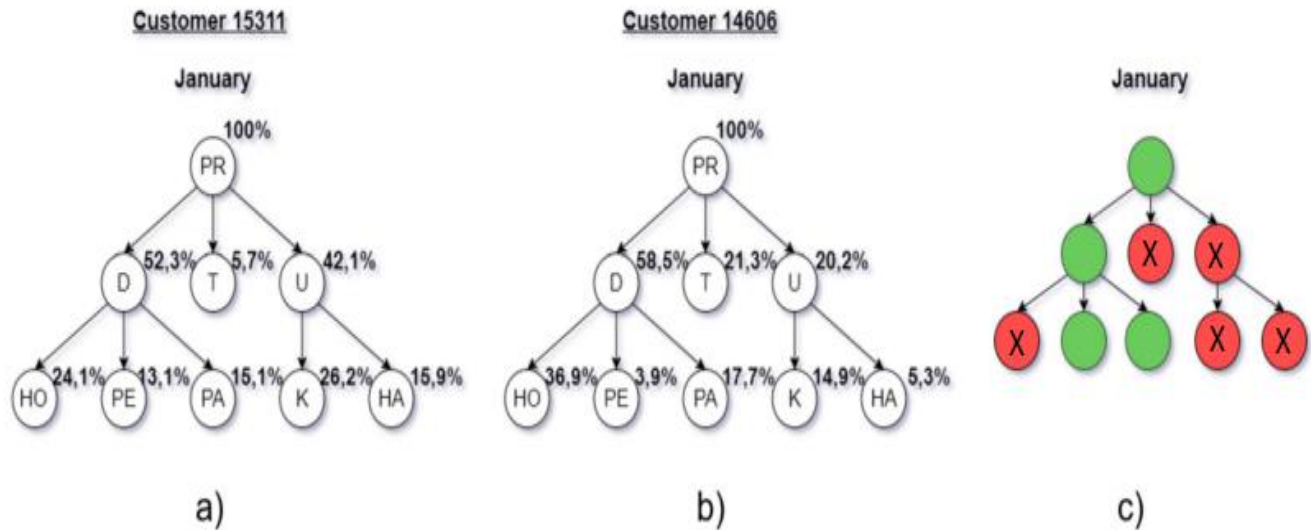 Customer 15311
January
100%
PR
52,3%
5,7%
42,1%
D
T
U
24,1%
13,1%
15,1%
26,2%
15,9%
HO
PE
PA
K
HA
a)
Customer 14606
January
100%
PR
58,5%
21,3%
20,2%
D
T
U
36,9%
3,9%
17,7%
14,9%
5,3%
HO
PE
PA
K
HA
b)
January
X
X
X
X
X
c)